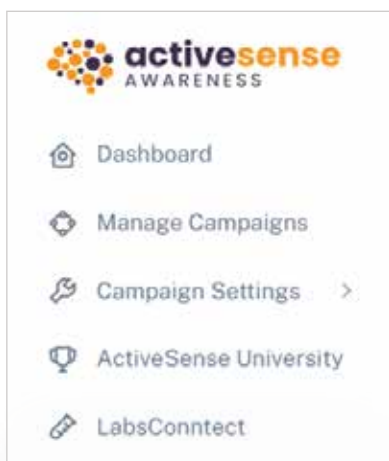 activesense
AWARENESS
Dashboard
Manage Campaigns
Campaign Settings
ActiveSense University
LabsConntect